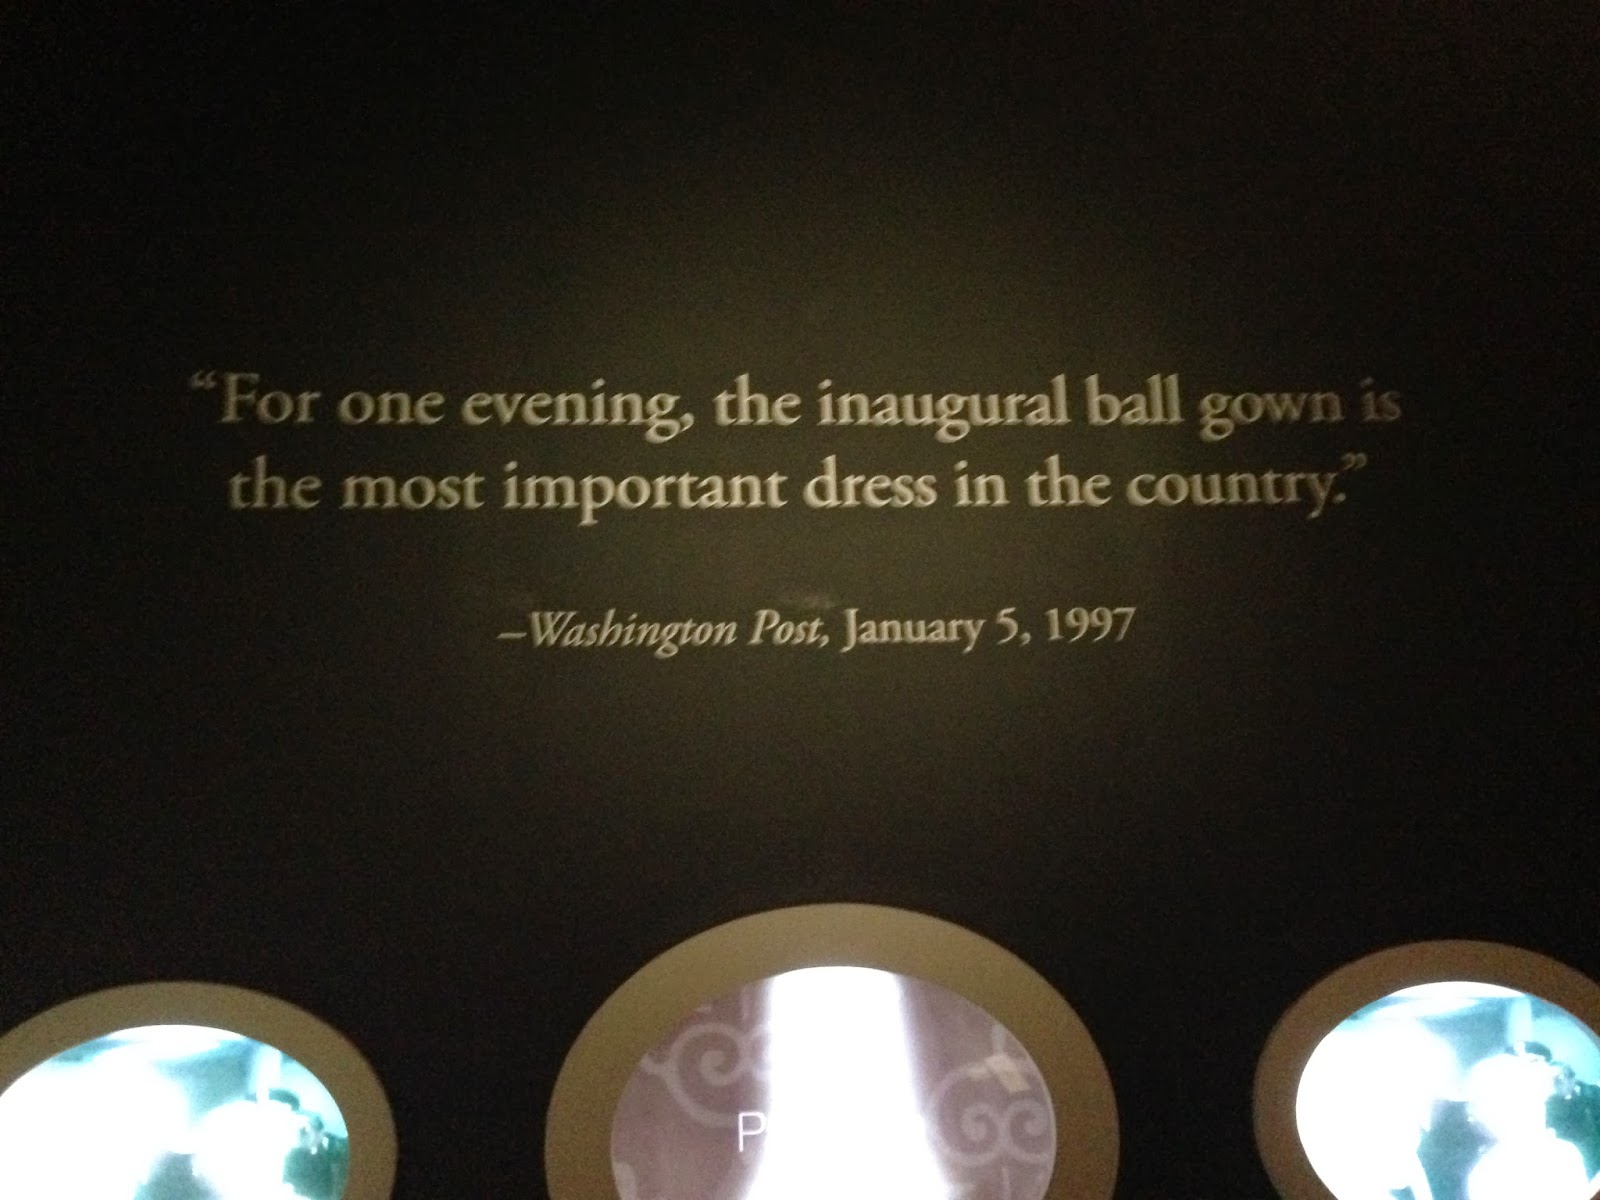 “For one evening, the inaugural ball gown is
the most important dress in the country.”
–Washington Post, January 5, 1997